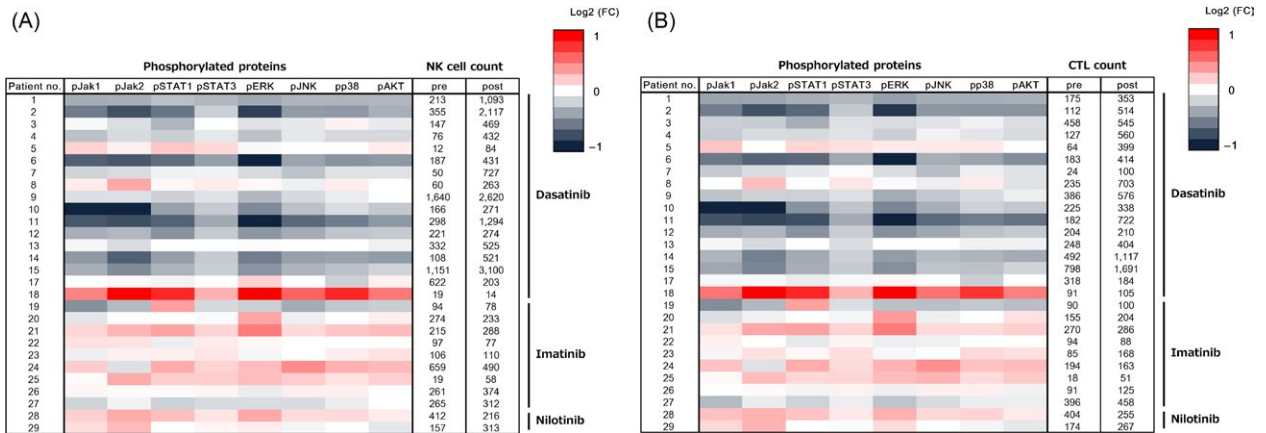 (A)
Log2 (FC)
1
0
−1
Phosphorylated proteins NK cell count
Patient no. pJak1 pJak2 pSTAT1 pSTAT3 pERK pJNK pp38 pAKT pre post
1 213 1,093
2 355 2,117
3 147 469
4 76 432
5 12 84
6 187 431
7 50 727
8 60 263
9 1,640 2,620
10 166 271
11 298 1,294
12 221 274
13 332 525
14 108 521
15 1,151 3,100
17 622 203
18 19 14
19 94 78
20 274 233
21 215 288
22 97 77
23 106 110
24 659 490
25 19 58
26 261 374
27 265 312
28 412 216
29 157 313
Dasatinib
Imatinib
Nilotinib
(B)
Log2 (FC)
1
0
−1
Phosphorylated proteins CTL count
Patient no. pJak1 pJak2 pSTAT1 pSTAT3 pERK pJNK pp38 pAKT pre post
1 175 353
2 112 514
3 458 545
4 127 560
5 64 399
6 183 414
7 24 100
8 235 703
9 386 576
10 225 338
11 182 722
12 204 210
13 248 404
14 492 1,117
15 798 1,691
17 318 184
18 91 105
19 90 100
20 155 204
21 270 286
22 94 88
23 85 168
24 194 163
25 18 51
26 91 125
27 396 458
28 404 255
29 174 267
Dasatinib
Imatinib
Nilotinib